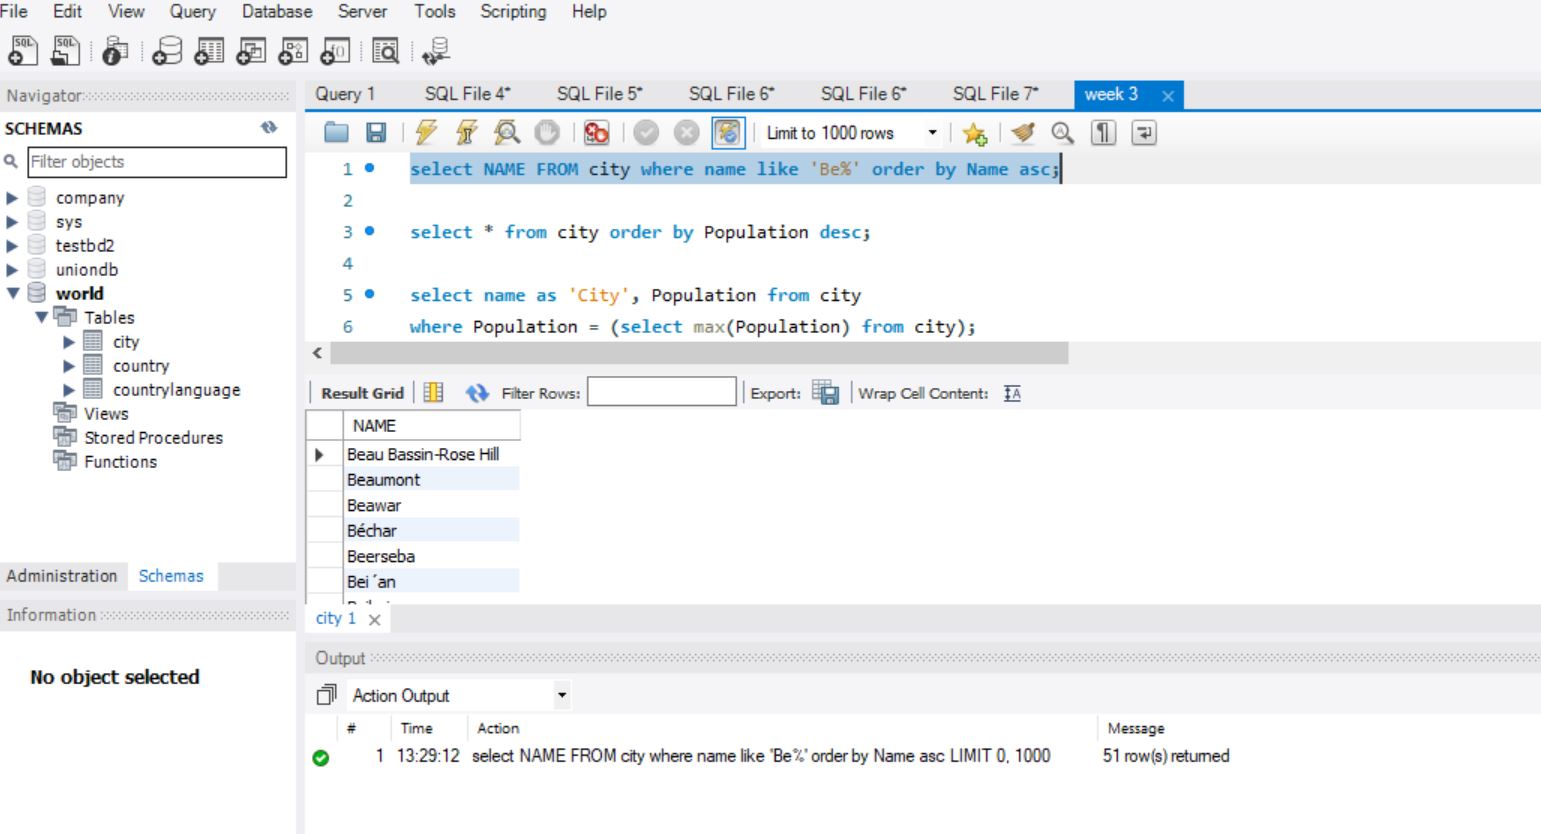 File Edit View Query Database Server Tools Scripting Help
SQL SQL
Navigator
SCHEMAS
Filter objects
company
sys
testbd2
uniondb
world
Tables
city
country
countrylanguage
Views
Stored Procedures
Functions
Administration Schemas
Information
No object selected
Query 1 SQL File 4* SQL File 5* SQL File 6* SQL File 6* SQL File 7* week 3
Limit to 1000 rows
1 select NAME FROM city where name like 'Be%' order by Name asc;
2
3 select * from city order by Population desc;
4
5 select name as 'City', Population from city
6 where Population = (select max(Population) from city);
Result Grid Filter Rows: Export: Wrap Cell Content:
NAME
Beau Bassin-Rose Hill
Beaumont
Beawar
Béchar
Beerseba
Bei´an
city 1
Output
Action Output
# Time Action Message
1 13:29:12 select NAME FROM city where name like 'Be%' order by Name asc LIMIT 0, 1000 51 row(s) returned